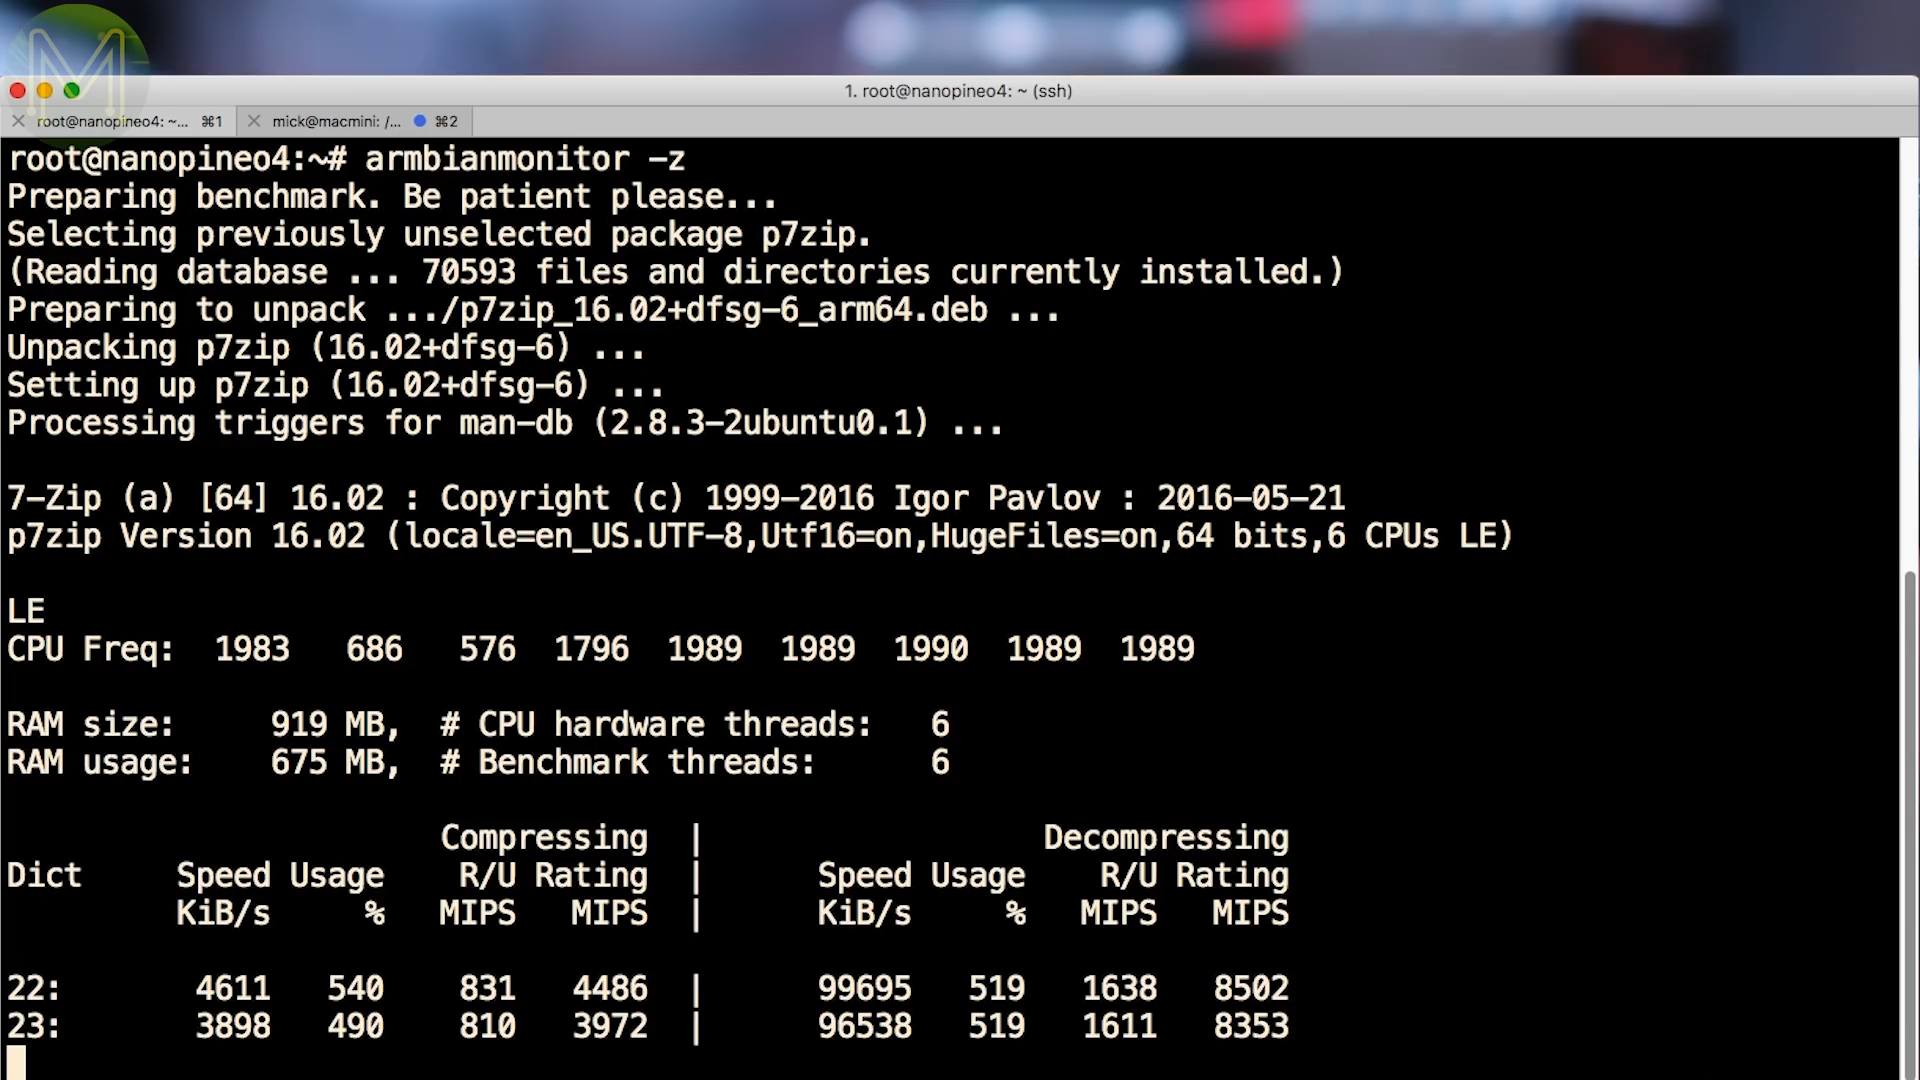 M
1. root@nanopineo4: ~ (ssh)
root@nanopineo4: ~... ⌘1 mick@macmini: /... ⌘2
root@nanopineo4:~# armbianmonitor -z
Preparing benchmark. Be patient please...
Selecting previously unselected package p7zip.
(Reading database ... 70593 files and directories currently installed.)
Preparing to unpack .../p7zip_16.02+dfsg-6_arm64.deb ...
Unpacking p7zip (16.02+dfsg-6) ...
Setting up p7zip (16.02+dfsg-6) ...
Processing triggers for man-db (2.8.3-2ubuntu0.1) ...
7-Zip (a) [64] 16.02 : Copyright (c) 1999-2016 Igor Pavlov : 2016-05-21
p7zip Version 16.02 (locale=en_US.UTF-8,Utf16=on,HugeFiles=on,64 bits,6 CPUs LE)
LE
CPU Freq: 1983 686 576 1796 1989 1989 1990 1989 1989
RAM size: 919 MB, # CPU hardware threads: 6
RAM usage: 675 MB, # Benchmark threads: 6
Compressing | Decompressing
Dict Speed Usage R/U Rating | Speed Usage R/U Rating
KiB/s % MIPS MIPS | KiB/s % MIPS MIPS
22: 4611 540 831 4486 | 99695 519 1638 8502
23: 3898 490 810 3972 | 96538 519 1611 8353